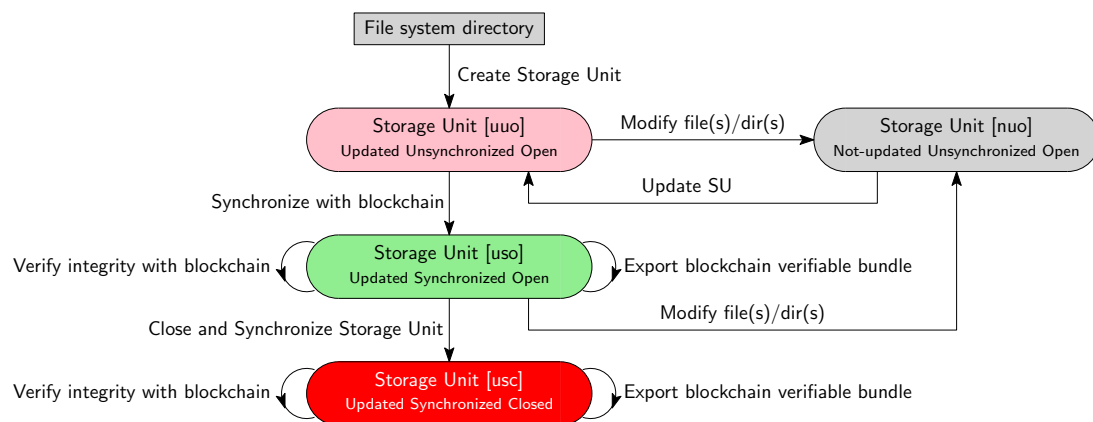 File system directory
Create Storage Unit
Storage Unit [uuo]
Updated Unsynchronized Open
Modify file(s)/dir(s)
Storage Unit [nuo]
Not-updated Unsynchronized Open
Update SU
Synchronize with blockchain
Verify integrity with blockchain
Storage Unit [uso]
Updated Synchronized Open
Export blockchain verifiable bundle
Modify file(s)/dir(s)
Close and Synchronize Storage Unit
Verify integrity with blockchain
Storage Unit [usc]
Updated Synchronized Closed
Export blockchain verifiable bundle